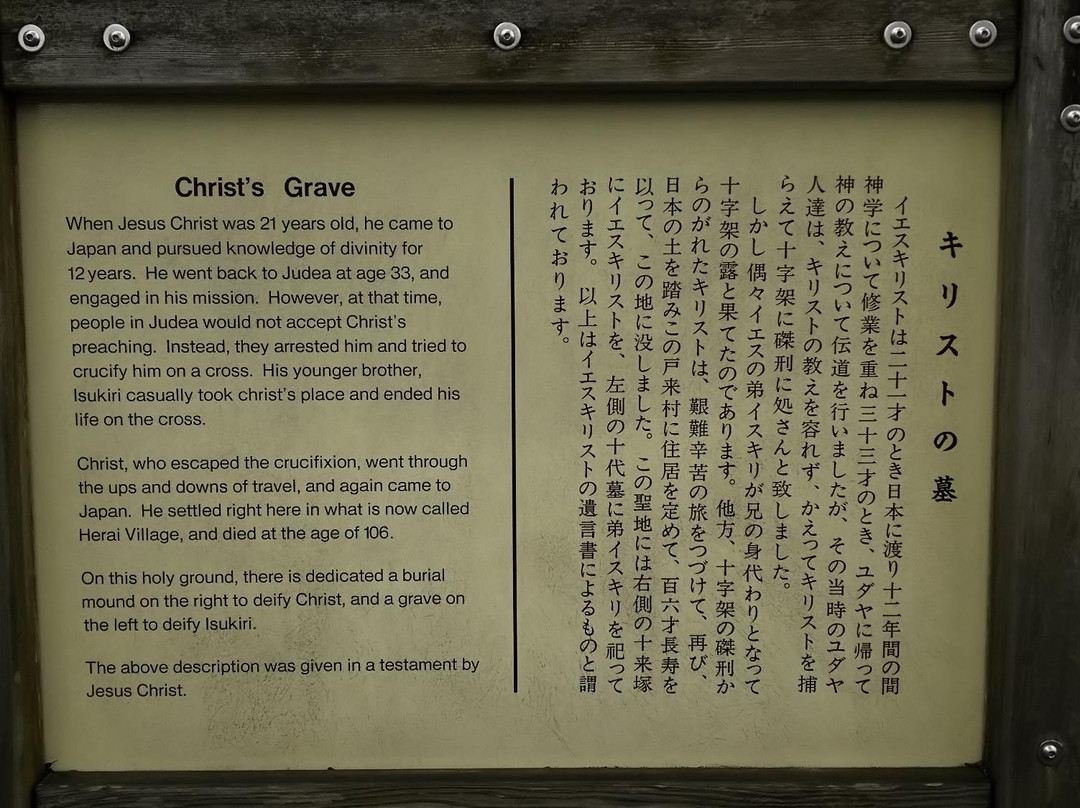 Christ's Grave
When Jesus Christ was 21 years old, he came to
Japan and pursued knowledge of divinity for
12 years. He went back to Judea at age 33, and
engaged in his mission. However, at that time,
people in Judea would not accept Christ's
preaching. Instead, they arrested him and tried to
crucify him on a cross. His younger brother,
Isukiri casually took christ's place and ended his
life on the cross.
Christ, who escaped the crucifixion, went through
the ups and downs of travel, and again came to
Japan. He settled right here in what is now called
Herai Village, and died at the age of 106.
On this holy ground, there is dedicated a burial
mound on the right to deify Christ, and a grave on
the left to deify Isukiri.
The above description was given in a testament by
Jesus Christ.
キリストの墓
イエスキリストは二十一才のとき日本に渡り十二年間の間
神学について修業を重ね三十三才のとき、ユダヤに帰って
神の教えについて伝道を行いましたが、その当時のユダヤ
人達は、キリストの教えを容れず、かえってキリストを捕
らえて十字架に磔刑に処さんと致しました。
しかし偶々イエスの弟イスキリが兄の身代わりとなって
十字架の露と果てたのであります。他方、十字架の磔刑か
らのがれたキリストは、艱難辛苦の旅をつづけて、再び、
日本の土を踏みこの戸来村に住居を定めて、百六才長寿を
以って、この地に没しました。この聖地には右側の十来塚
にイエスキリストを、左側の十代墓に弟イスキリを祀って
おります。以上はイエスキリストの遺言書によるものと謂
われております。